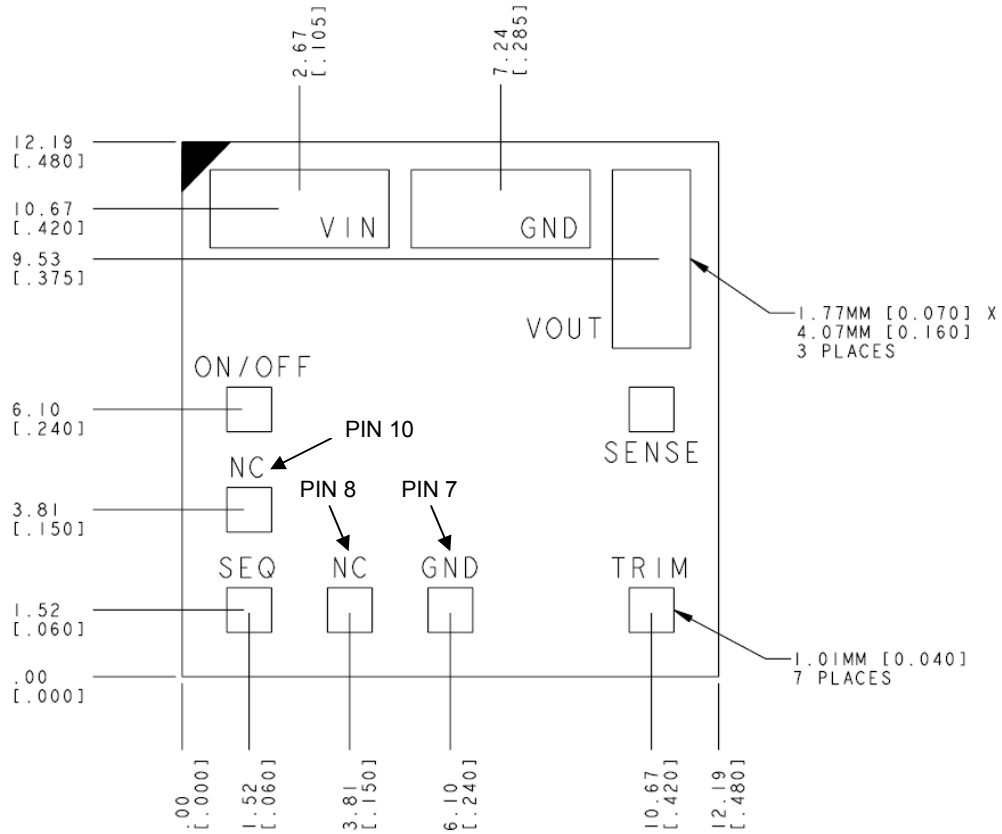 2.67
[.105]
7.24
[.285]
12.19
[.480]
10.67
[.420]
VIN
GND
9.53
[.375]
1.77MM [0.070] X
4.07MM [0.160]
3 PLACES
VOUT
ON/OFF
6.10
[.240]
PIN 10
SENSE
NC
PIN 8
PIN 7
3.81
[.150]
SEQ
NC
GND
TRIM
1.52
[.060]
1.01MM [0.040]
7 PLACES
.00
[.000]
.00
[.000]
1.52
[.060]
3.81
[.150]
6.10
[.240]
10.67
[.420]
12.19
[.480]